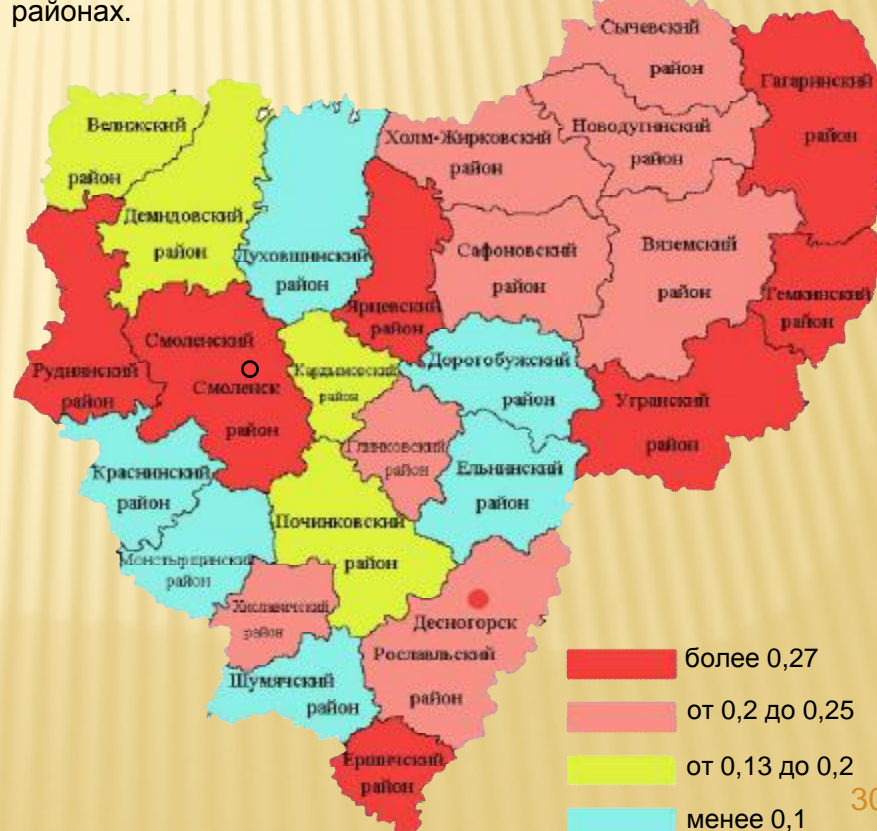 районах.
Сычевский
район
Гагаринский
район
Велижский
район
Холм-Жирковский
район
Новодугинский
район
Демидовский
район
Духовщинский
район
Сафоновский
район
Вяземский
район
Ярцевский
район
Темкинский
район
Смоленский
Смоленск
район
Руднянский
район
Кардымовский
район
Дорогобужский
район
Угранский
район
Глинковский
район
Краснинский
район
Ельнинский
район
Починковский
район
Монстырщинский
район
Хиславичский
район
Десногорск
Рославльский
район
Шумячский
район
Ершичский
район
более 0,27
от 0,2 до 0,25
от 0,13 до 0,2
менее 0,1
30